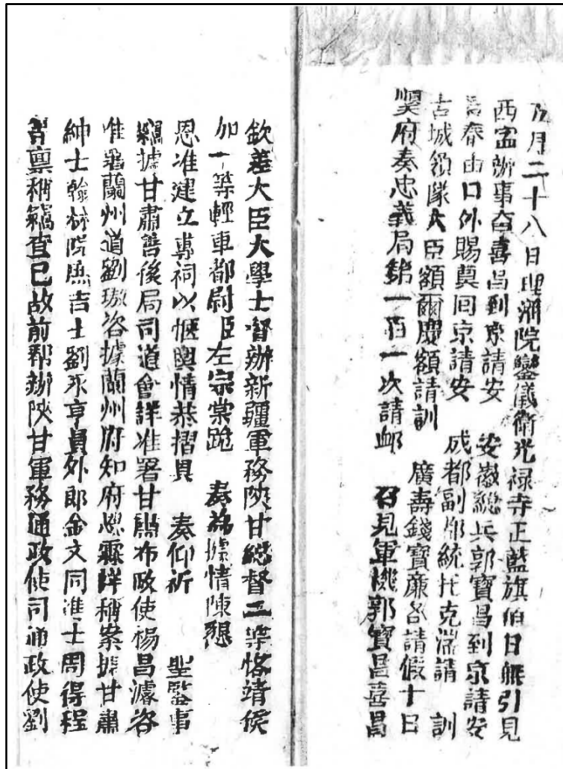 五月二十八日理藩院鑾儀衛光祿寺正藍旗值日無引見
西寧辦事大臣喜昌到京請安　安徽總兵郭寶昌到京請安
長春由口外賜奠回京請安　成都副都統托克湍請　訓
古城領隊大臣額爾慶額請訓　廣壽錢寶廉各請假十日
府奏忠義局第一百一次請卹　召見軍機郭寶昌喜昌
欽差大臣大學士督辦新疆軍務陝甘總督二等恪靖侯
加一等輕車都尉臣左宗棠跪　奏為據情陳懇
恩准建立專祠以愜輿情恭摺具　奏仰祈　聖鑒事
竊據甘肅善後局司道會詳准署甘肅布政使楊昌濬咨
准署蘭州道劉璈咨據蘭州府知府恩霖詳稱案據甘肅
紳士翰林院庶吉士劉永亨員外郎金文同進士周得程
等稟稱竊查已故前幫辦陝甘軍務通政使司通政使劉